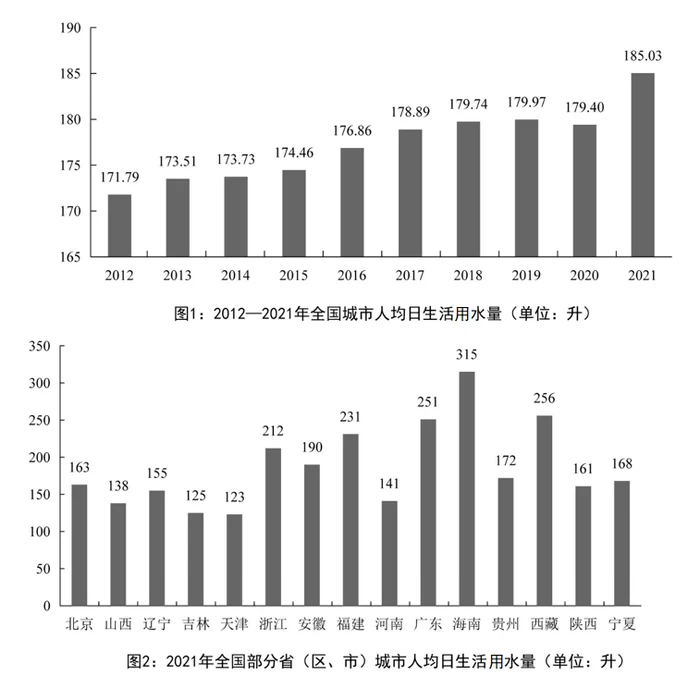 190
185
180
175
170
165
171.79 173.51 173.73 174.46 176.86 178.89 179.74 179.97 179.40 185.03
2012 2013 2014 2015 2016 2017 2018 2019 2020 2021
图1：2012—2021年全国城市人均日生活用水量（单位：升）
350
300
250
200
150
100
50
0
163 138 155 125 123 212 190 231 141 251 315 172 256 161 168
北京 山西 辽宁 吉林 天津 浙江 安徽 福建 河南 广东 海南 贵州 西藏 陕西 宁夏
图2：2021年全国部分省（区、市）城市人均日生活用水量（单位：升）